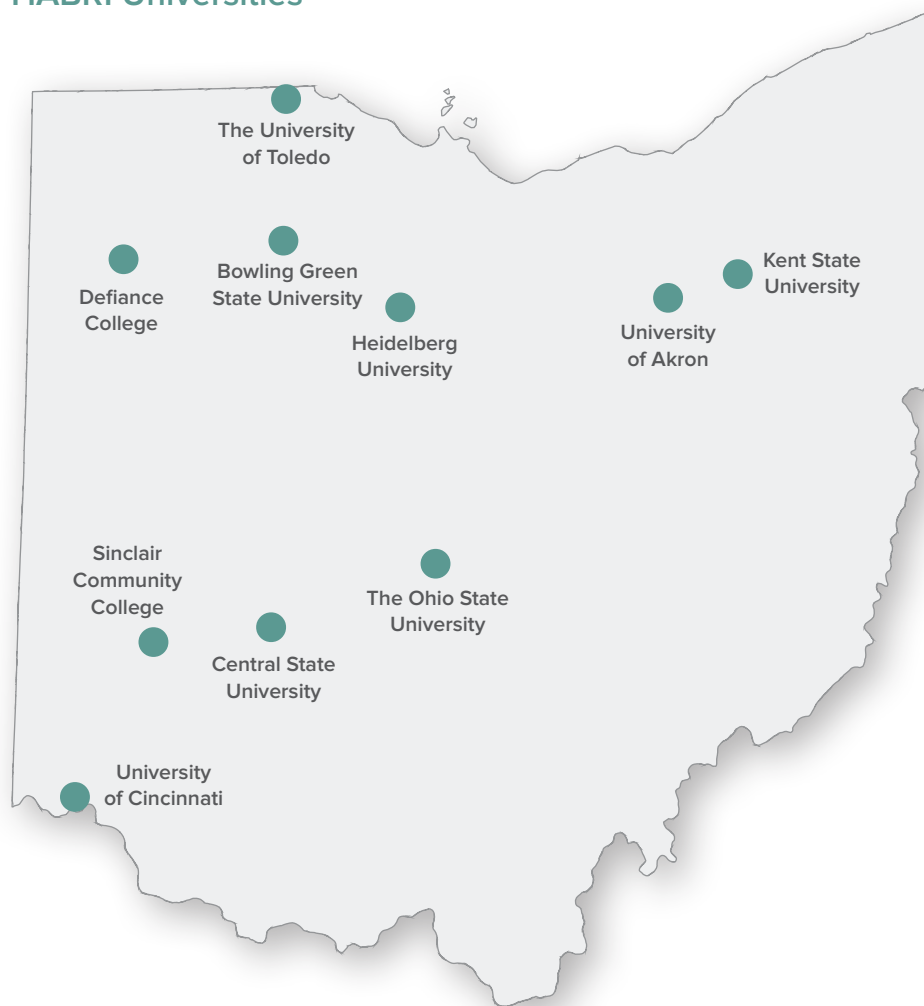 HABRI Universities
The University
of Toledo
Bowling Green
State University
Defiance
College
Heidelberg
University
Kent State
University
University
of Akron
Sinclair
Community
College
The Ohio State
University
Central State
University
University
of Cincinnati